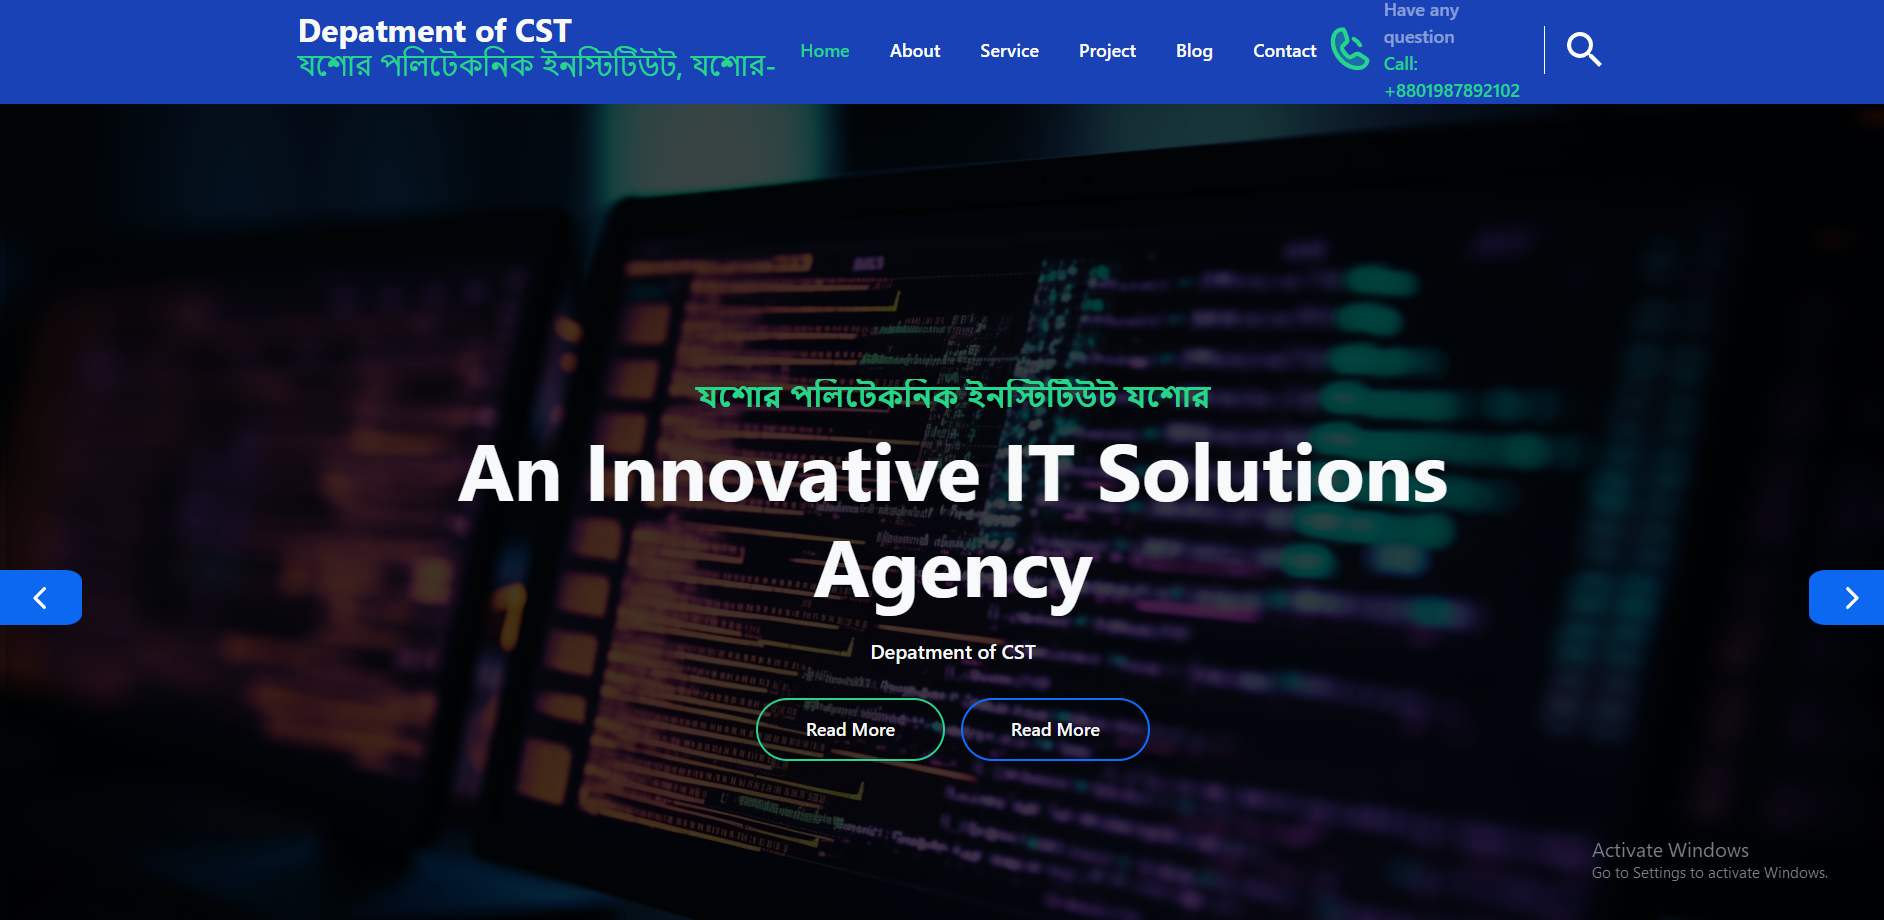 Depatment of CST
যশোর পলিটেকনিক ইনস্টিটিউট, যশোর-
Home About Service Project Blog Contact
Have any
question
Call:
+8801987892102
যশোর পলিটেকনিক ইনস্টিটিউট যশোর
An Innovative IT Solutions
Agency
Depatment of CST
Read More Read More
Activate Windows
Go to Settings to activate Windows.